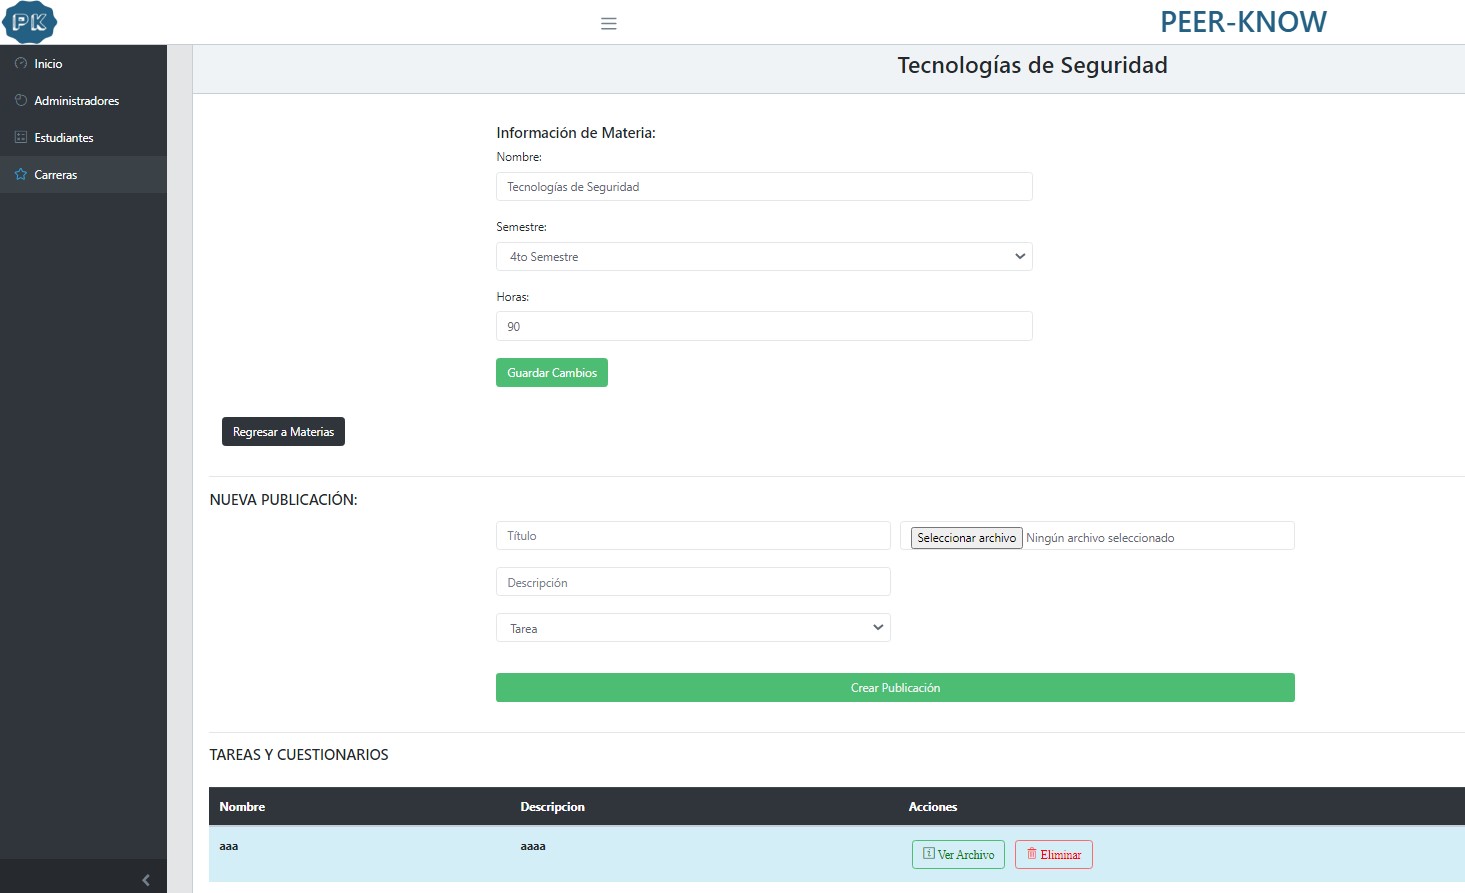 PK
PEER-KNOW
Inicio
Administradores
Estudiantes
Carreras
Tecnologías de Seguridad
Información de Materia:
Nombre:
Tecnologías de Seguridad
Semestre:
4to Semestre
Horas:
90
Guardar Cambios
Regresar a Materias
NUEVA PUBLICACIÓN:
Título
Seleccionar archivo Ningún archivo seleccionado
Descripción
Tarea
Crear Publicación
TAREAS Y CUESTIONARIOS
Nombre Descripcion Acciones
aaa aaaa Ver Archivo Eliminar